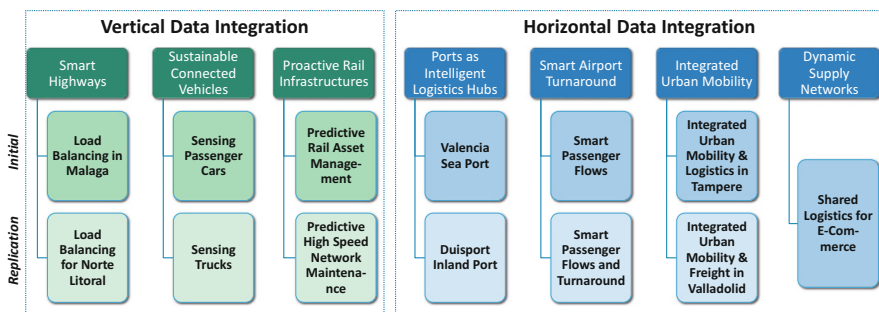 Vertical Data Integration
Horizontal Data Integration
Smart
Highways
Sustainable
Connected
Vehicles
Proactive Rail
Infrastructures
Ports as
Intelligent
Logistics Hubs
Smart Airport
Turnaround
Integrated
Urban Mobility
Dynamic
Supply
Networks
Initial
Load
Balancing in
Malaga
Sensing
Passenger
Cars
Predictive
Rail Asset
Manage-
ment
Valencia
Sea Port
Smart
Passenger
Flows
Integrated
Urban
Mobility &
Logistics in
Tampere
Shared
Logistics for
E-Com-
merce
Replication
Load
Balancing
for Norte
Litoral
Sensing
Trucks
Predictive
High Speed
Network
Maintena-
nce
Duisport
Inland Port
Smart
Passenger
Flows and
Turnaround
Integrated
Urban
Mobility &
Freight in
Valladolid